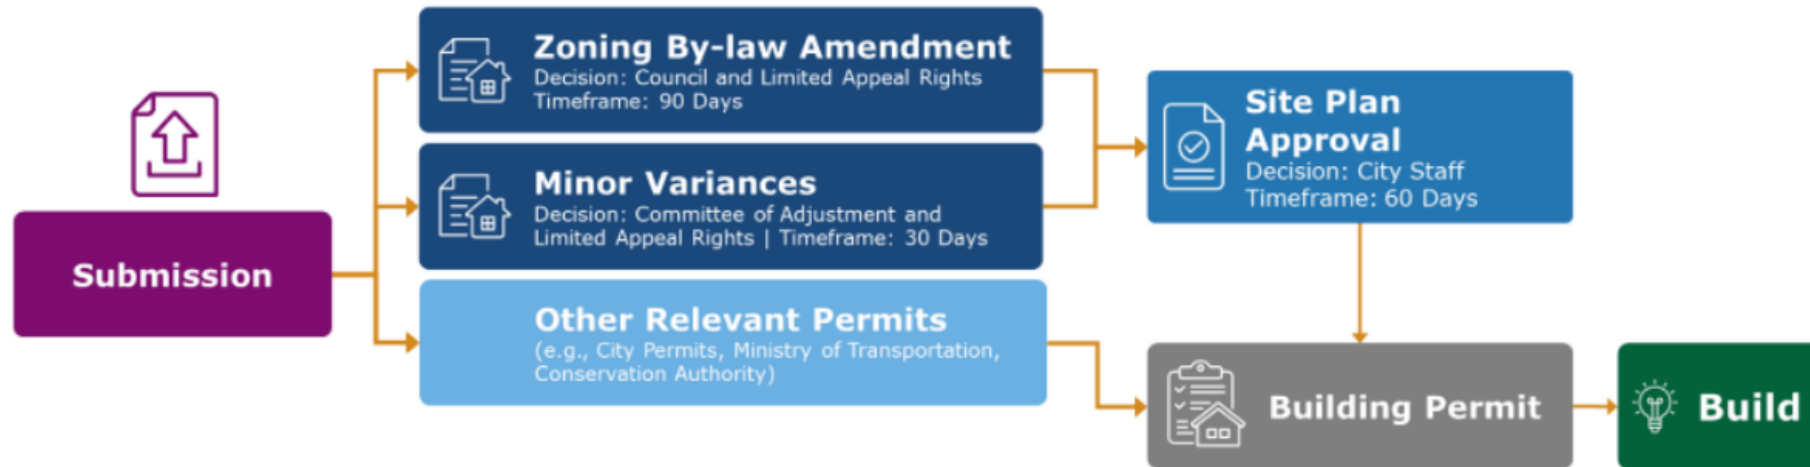 Submission
Zoning By-law Amendment
Decision: Council and Limited Appeal Rights
Timeframe: 90 Days
Minor Variances
Decision: Committee of Adjustment and
Limited Appeal Rights | Timeframe: 30 Days
Other Relevant Permits
(e.g., City Permits, Ministry of Transportation,
Conservation Authority)
Site Plan
Approval
Decision: City Staff
Timeframe: 60 Days
Building Permit
Build